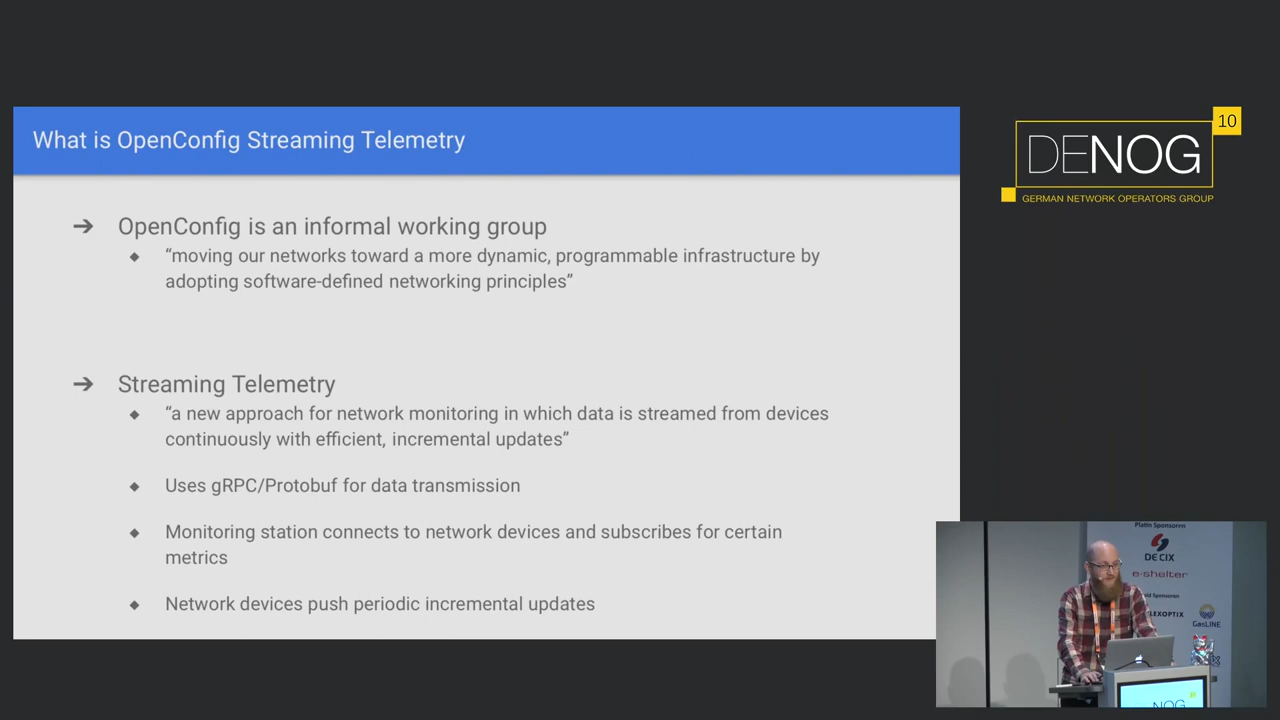 What is OpenConfig Streaming Telemetry
➔ OpenConfig is an informal working group
◆ “moving our networks toward a more dynamic, programmable infrastructure by
adopting software-defined networking principles”
➔ Streaming Telemetry
◆ “a new approach for network monitoring in which data is streamed from devices
continuously with efficient, incremental updates”
◆ Uses gRPC/Protobuf for data transmission
◆ Monitoring station connects to network devices and subscribes for certain
metrics
◆ Network devices push periodic incremental updates
10
DENOG
GERMAN NETWORK OPERATORS GROUP
Platin Sponsoren
DE CIX
e-shelter
Sponsoren
LEXOPTIX
GasLINE
NOG